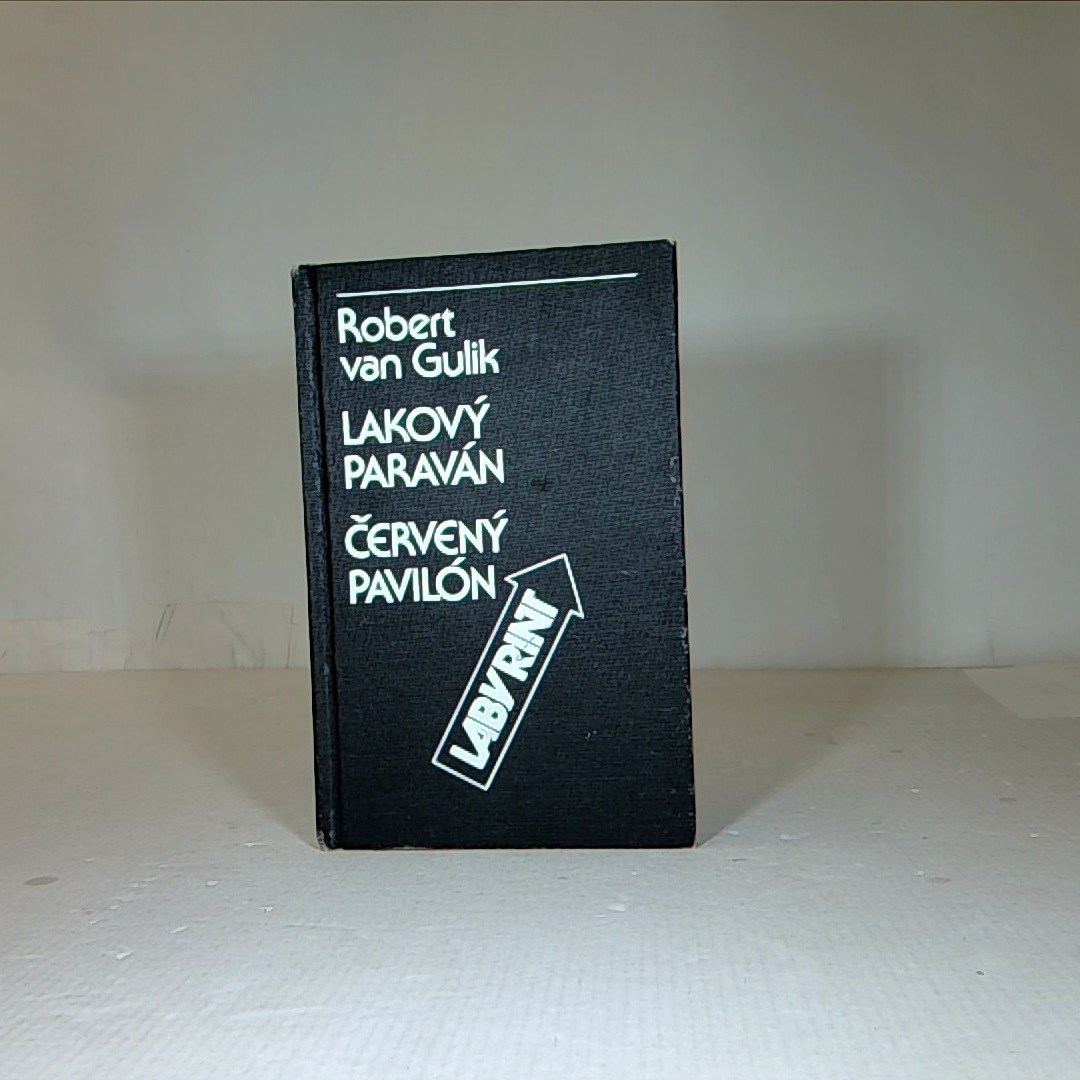 Robert
van Gulik
LAKOVÝ
PARAVÁN
ČERVENÝ
PAVILÓN
LABYRINT